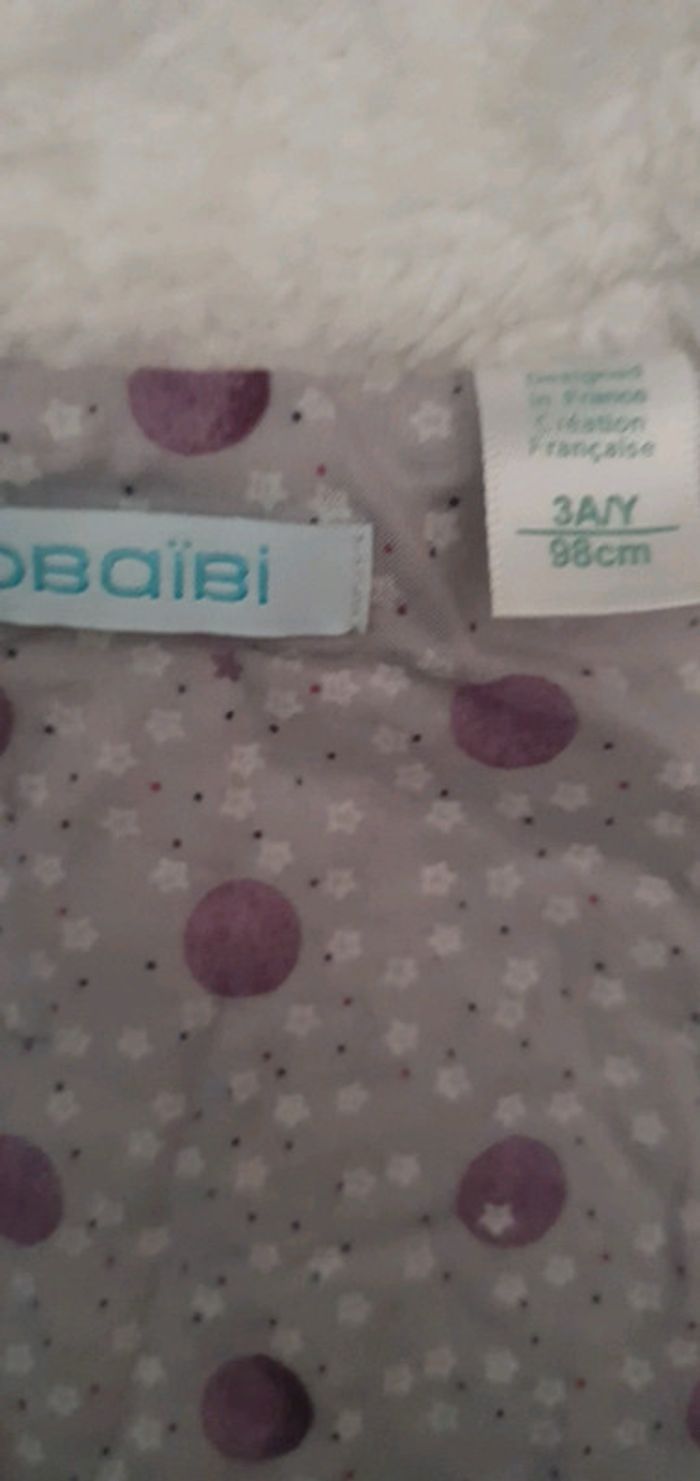 Designed
in France
Création
Française
3A/Y
98cm
OBAÏBI